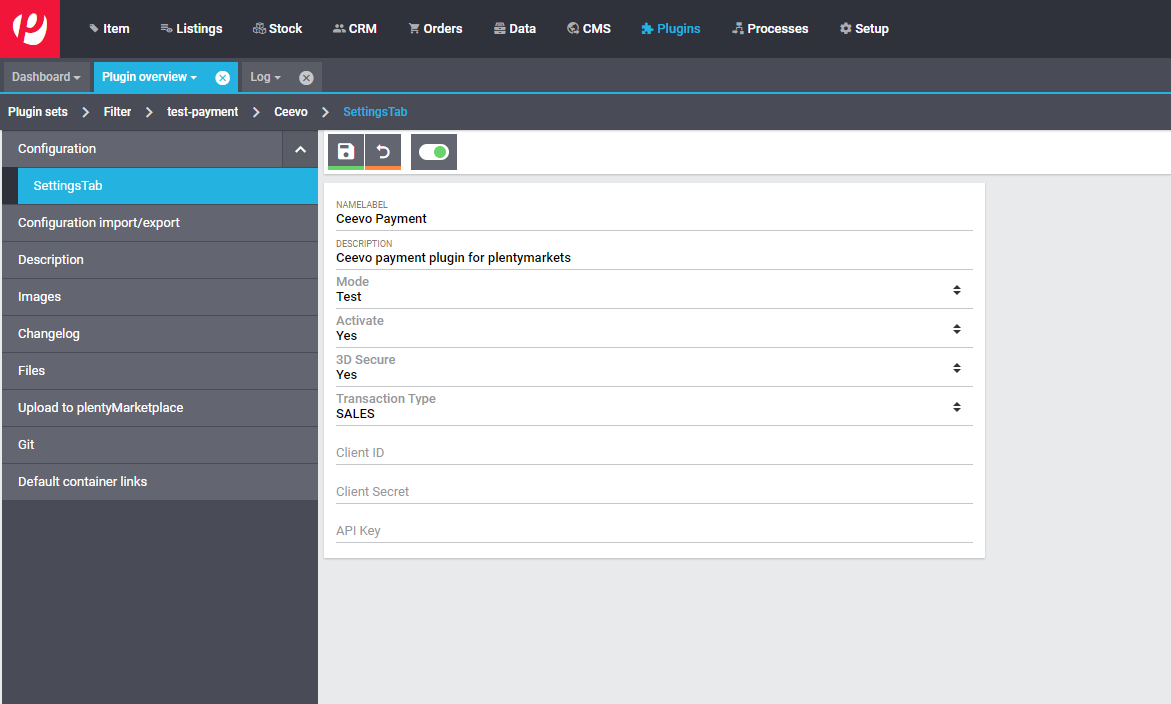 Item Listings Stock CRM Orders Data CMS Plugins Processes Setup
Dashboard Plugin overview Log
Plugin sets Filter test-payment Ceevo SettingsTab
Configuration
SettingsTab
Configuration import/export
Description
Images
Changelog
Files
Upload to plentyMarketplace
Git
Default container links
NAMELABEL
Ceevo Payment
DESCRIPTION
Ceevo payment plugin for plentymarkets
Mode
Test
Activate
Yes
3D Secure
Yes
Transaction Type
SALES
Client ID
Client Secret
API Key